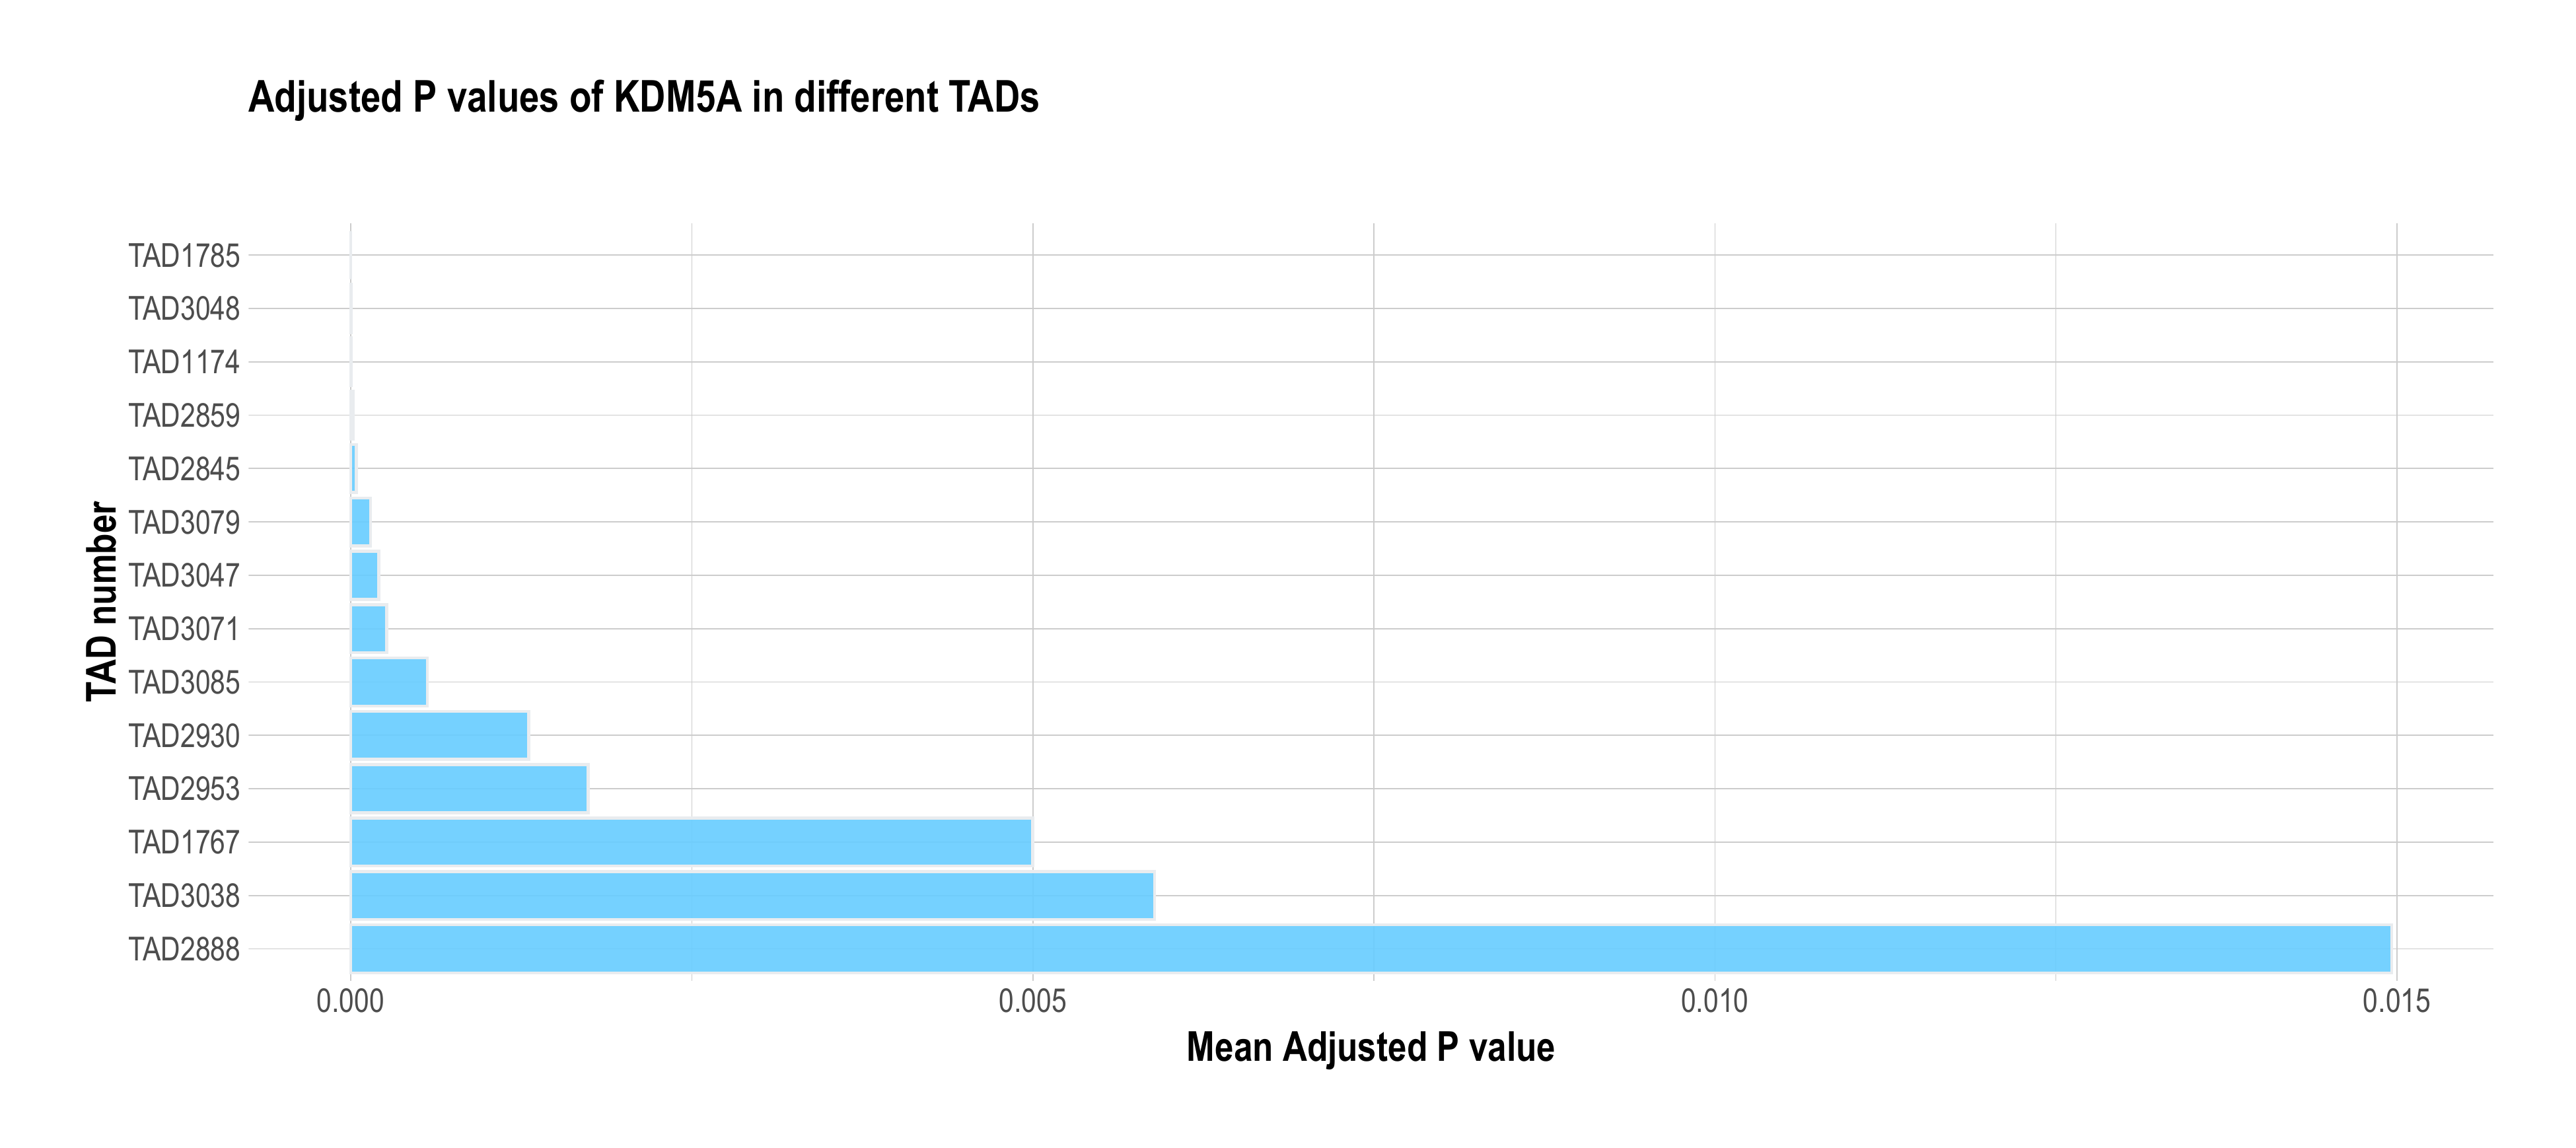 Adjusted P values of KDM5A in different TADs
TAD number
TAD1785
TAD3048
TAD1174
TAD2859
TAD2845
TAD3079
TAD3047
TAD3071
TAD3085
TAD2930
TAD2953
TAD1767
TAD3038
TAD2888
0.000 0.005 0.010 0.015
Mean Adjusted P value